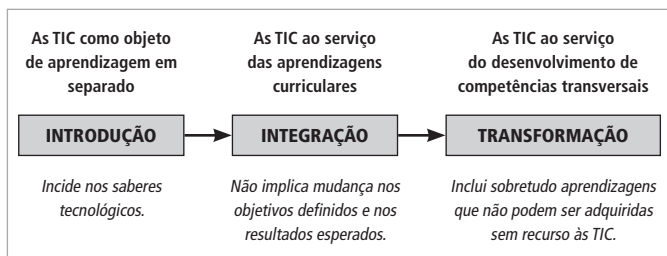 As TIC como objeto
de aprendizagem em
separado
INTRODUÇÃO
Incide nos saberes
tecnológicos.
As TIC ao serviço
das aprendizagens
curriculares
INTEGRAÇÃO
Não implica mudança nos
objetivos definidos e nos
resultados esperados.
As TIC ao serviço
do desenvolvimento de
competências transversais
TRANSFORMAÇÃO
Inclui sobretudo aprendizagens
que não podem ser adquiridas
sem recurso às TIC.